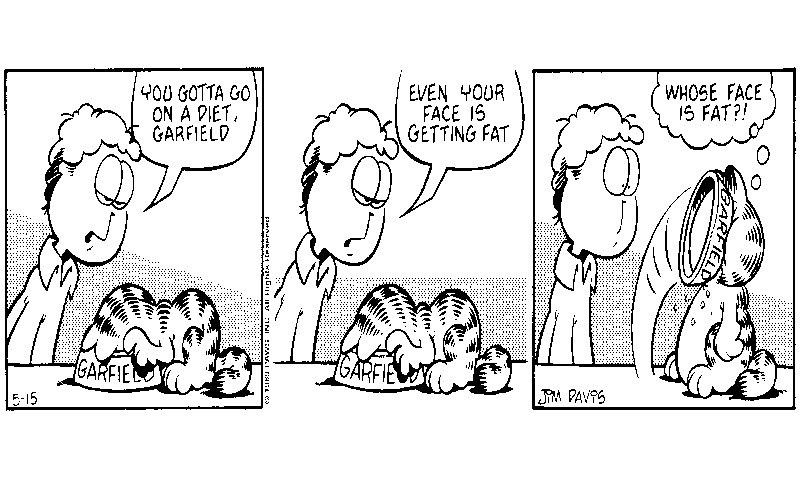 YOU GOTTA GO
ON A DIET,
GARFIELD
GARFIELD
5-15
EVEN YOUR
FACE IS
GETTING FAT
WHOSE FACE
IS FAT?!
GARFIELD
JIM DAVIS